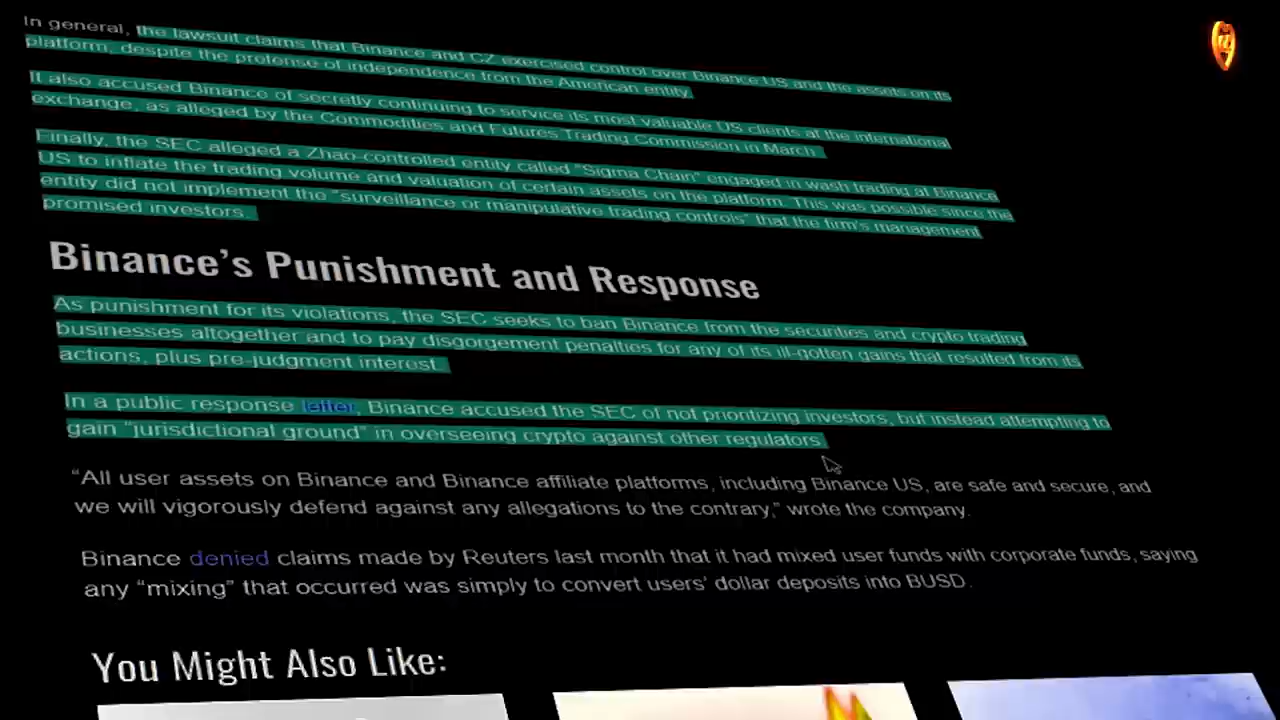 In general, the lawsuit claims that Binance and CZ exercised control over Binance US and the assets on its
platform, despite the pretense of independence from the American entity.
It also accused Binance of secretly continuing to service its most valuable US clients at the international
exchange, as alleged by the Commodities and Futures Trading Commission in March.
Finally, the SEC alleged a Zhao-controlled entity called “Sigma Chain” engaged in wash trading at Binance
US to inflate the trading volume and valuation of certain assets on the platform. This was possible since the
entity did not implement the “surveillance or manipulative trading controls” that the firm's management
promised investors.
Binance’s Punishment and Response
As punishment for its violations, the SEC seeks to ban Binance from the securities and crypto trading
businesses altogether and to pay disgorgement penalties for any of its ill-gotten gains that resulted from its
actions, plus pre-judgment interest.
In a public response letter, Binance accused the SEC of not prioritizing investors, but instead attempting to
gain “jurisdictional ground” in overseeing crypto against other regulators.
“All user assets on Binance and Binance affiliate platforms, including Binance US, are safe and secure, and
we will vigorously defend against any allegations to the contrary,” wrote the company.
Binance denied claims made by Reuters last month that it had mixed user funds with corporate funds, saying
any “mixing” that occurred was simply to convert users’ dollar deposits into BUSD.
You Might Also Like: